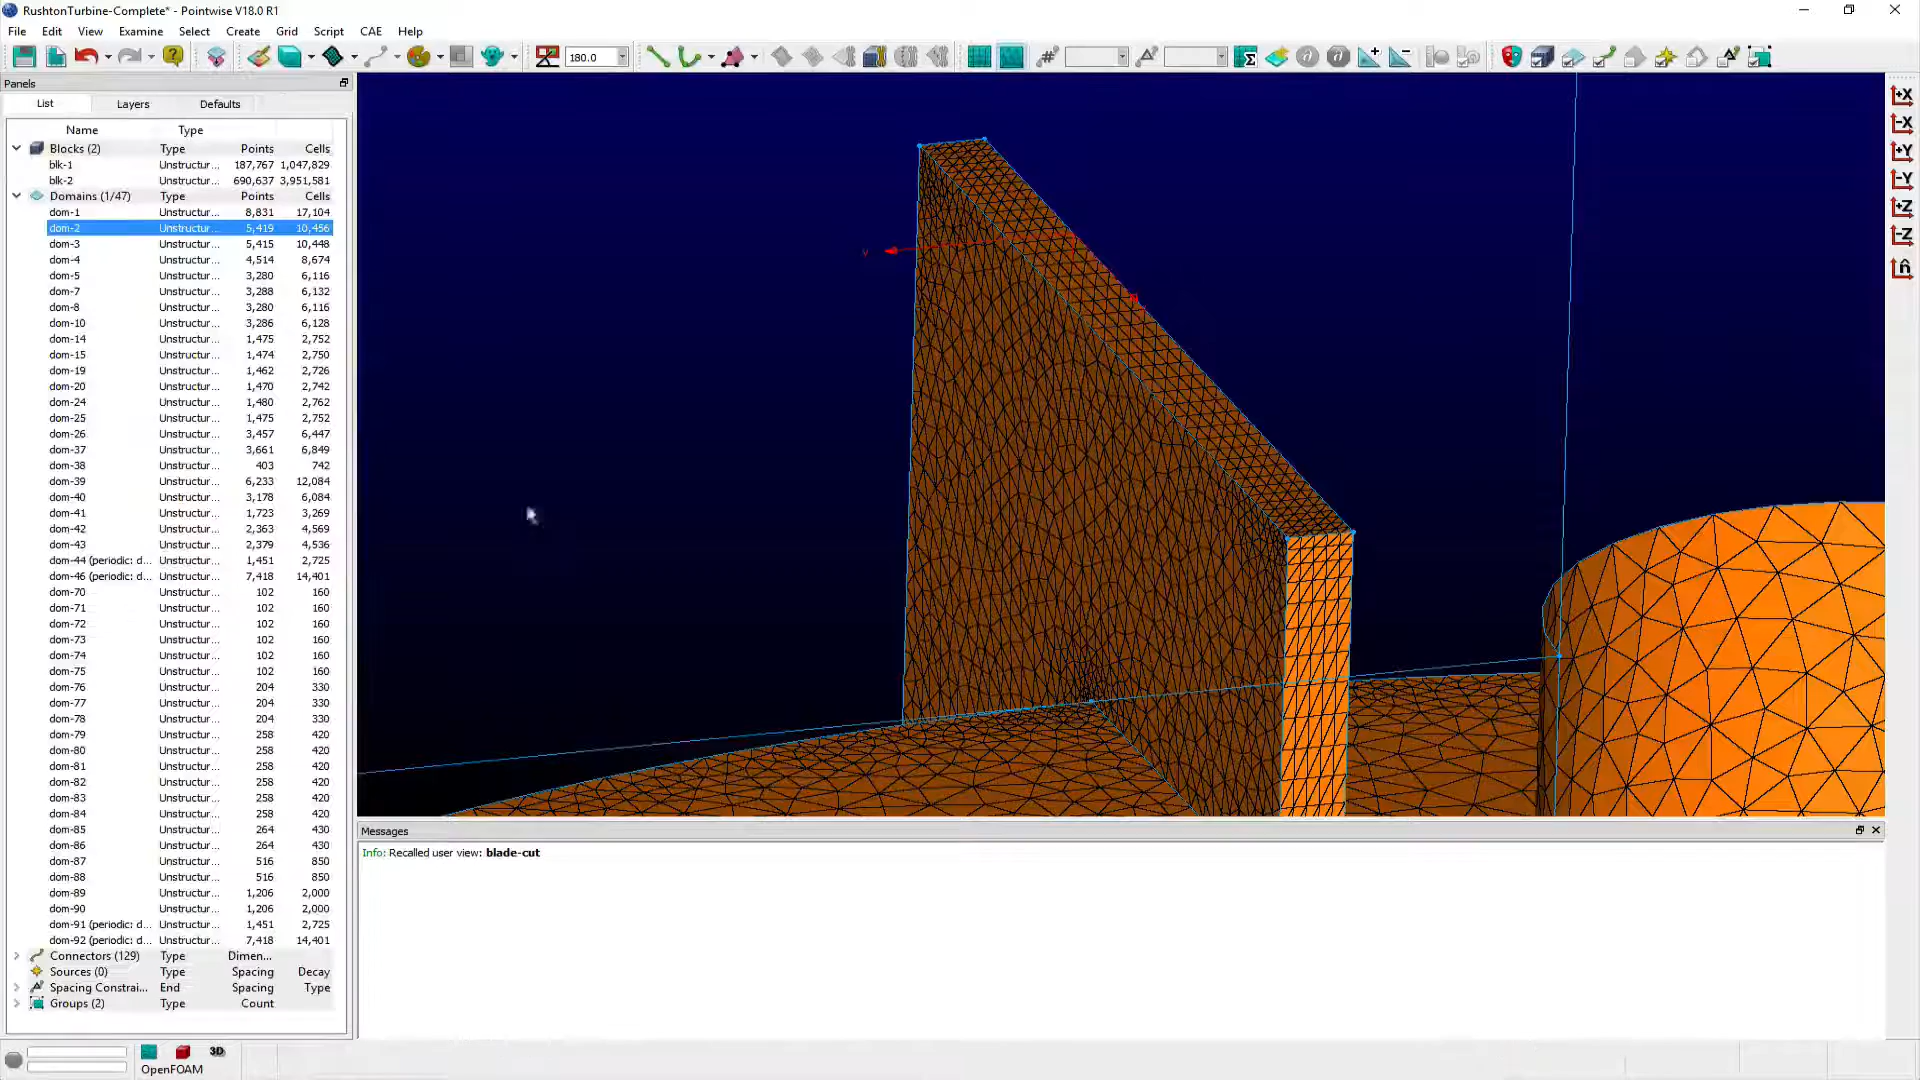 RushtonTurbine-Complete* - Pointwise V18.0 R1
File Edit View Examine Select Create Grid Script CAE Help
180.0
Panels
List Layers Defaults
Name Type
Blocks (2) Type Points Cells
blk-1 Unstructur... 187,767 1,047,829
blk-2 Unstructur... 690,637 3,951,581
Domains (1/47) Type Points Cells
dom-1 Unstructur... 8,831 17,104
dom-2 Unstructur... 5,419 10,456
dom-3 Unstructur... 5,415 10,448
dom-4 Unstructur... 4,514 8,674
dom-5 Unstructur... 3,280 6,116
dom-7 Unstructur... 3,288 6,132
dom-8 Unstructur... 3,280 6,116
dom-10 Unstructur... 3,286 6,128
dom-14 Unstructur... 1,475 2,752
dom-15 Unstructur... 1,474 2,750
dom-19 Unstructur... 1,462 2,726
dom-20 Unstructur... 1,470 2,742
dom-24 Unstructur... 1,480 2,762
dom-25 Unstructur... 1,475 2,752
dom-26 Unstructur... 3,457 6,447
dom-37 Unstructur... 3,661 6,849
dom-38 Unstructur... 403 742
dom-39 Unstructur... 6,233 12,084
dom-40 Unstructur... 3,178 6,084
dom-41 Unstructur... 1,723 3,269
dom-42 Unstructur... 2,363 4,569
dom-43 Unstructur... 2,379 4,536
dom-44 (periodic: d... Unstructur... 1,451 2,725
dom-46 (periodic: d... Unstructur... 7,418 14,401
dom-70 Unstructur... 102 160
dom-71 Unstructur... 102 160
dom-72 Unstructur... 102 160
dom-73 Unstructur... 102 160
dom-74 Unstructur... 102 160
dom-75 Unstructur... 102 160
dom-76 Unstructur... 204 330
dom-77 Unstructur... 204 330
dom-78 Unstructur... 204 330
dom-79 Unstructur... 258 420
dom-80 Unstructur... 258 420
dom-81 Unstructur... 258 420
dom-82 Unstructur... 258 420
dom-83 Unstructur... 258 420
dom-84 Unstructur... 258 420
dom-85 Unstructur... 264 430
dom-86 Unstructur... 264 430
dom-87 Unstructur... 516 850
dom-88 Unstructur... 516 850
dom-89 Unstructur... 1,206 2,000
dom-90 Unstructur... 1,206 2,000
dom-91 (periodic: d... Unstructur... 1,451 2,725
dom-92 (periodic: d... Unstructur... 7,418 14,401
Connectors (129) Type Dimen...
Sources (0) Type Spacing Decay
Spacing Constrai... End Spacing Type
Groups (2) Type Count
+X
-X
+Y
-Y
+Z
-Z
n̂
Messages
Info: Recalled user view: blade-cut
3D
OpenFOAM